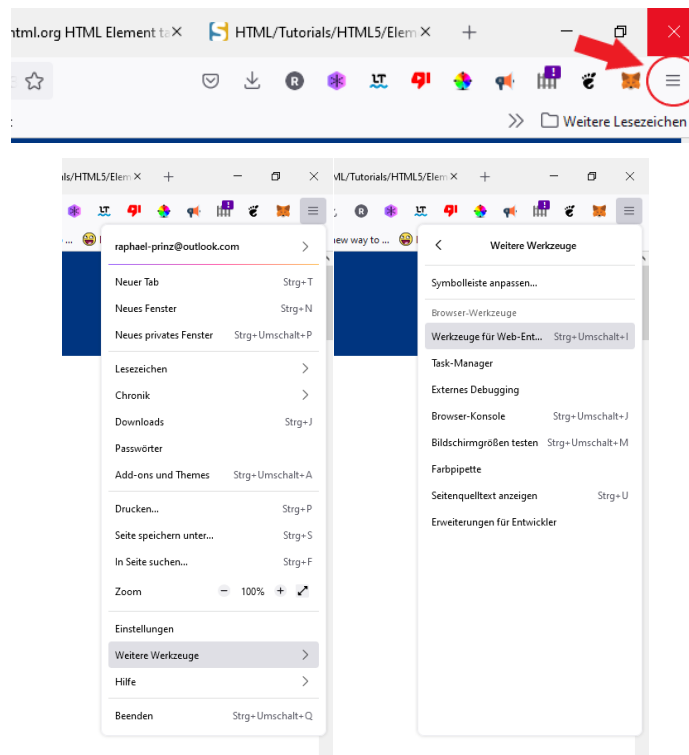 html.org HTML Element ta
HTML/Tutorials/HTML5/Elem
Weitere Lesezeichen
ls/HTML5/Elem
...
raphael-prinz@outlook.com
Neuer Tab Strg+T
Neues Fenster Strg+N
Neues privates Fenster Strg+Umschalt+P
Lesezeichen
Chronik
Downloads Strg+J
Passwörter
Add-ons und Themes Strg+Umschalt+A
Drucken... Strg+P
Seite speichern unter... Strg+S
In Seite suchen... Strg+F
Zoom 100%
Einstellungen
Weitere Werkzeuge
Hilfe
Beenden Strg+Umschalt+Q
ML/Tutorials/HTML5/Elem
new way to ...
Weitere Werkzeuge
Symbolleiste anpassen...
Browser-Werkzeuge
Werkzeuge für Web-Ent... Strg+Umschalt+I
Task-Manager
Externes Debugging
Browser-Konsole Strg+Umschalt+J
Bildschirmgrößen testen Strg+Umschalt+M
Farbpipette
Seitenquelltext anzeigen Strg+U
Erweiterungen für Entwickler